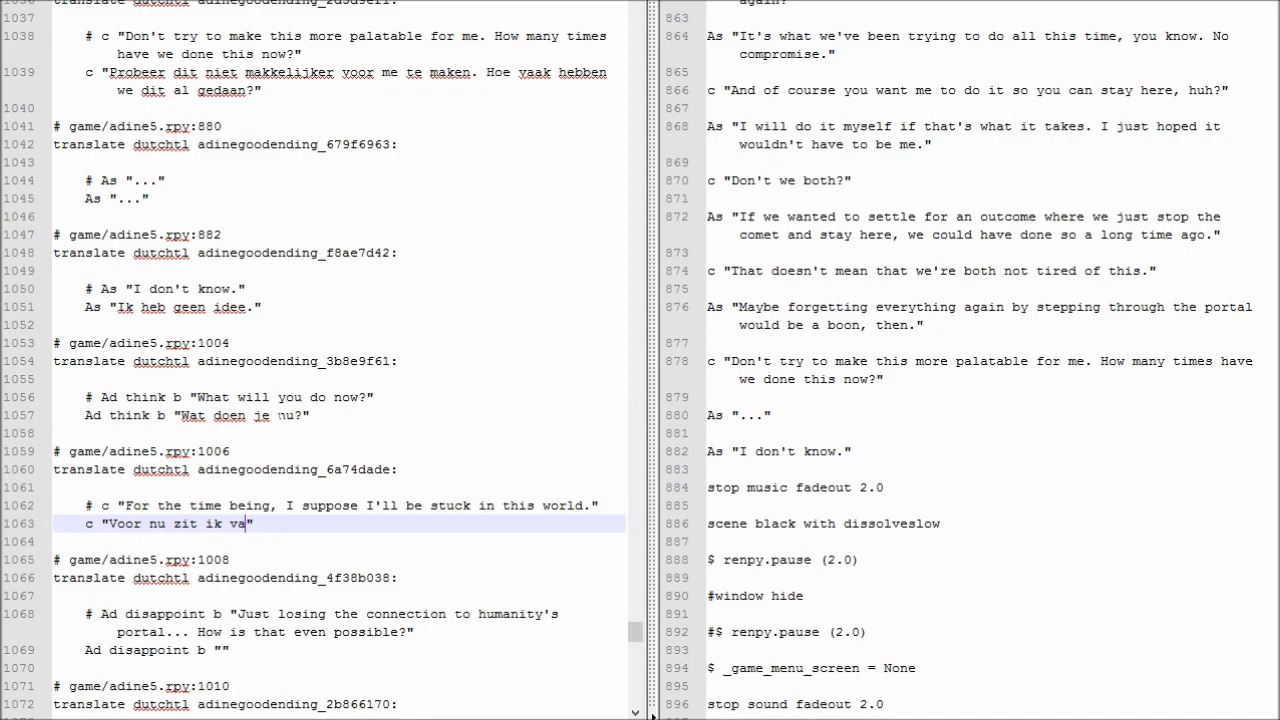 translate dutchtl adinegoodending_2d5d9ef1:
1037
1038 # c "Don't try to make this more palatable for me. How many times
have we done this now?"
1039 c "Probeer dit niet makkelijker voor me te maken. Hoe vaak hebben
we dit al gedaan?"
1040
1041 # game/adine5.rpy:880
1042 translate dutchtl adinegoodending_679f6963:
1043
1044 # As "..."
1045 As "..."
1046
1047 # game/adine5.rpy:882
1048 translate dutchtl adinegoodending_f8ae7d42:
1049
1050 # As "I don't know."
1051 As "Ik heb geen idee."
1052
1053 # game/adine5.rpy:1004
1054 translate dutchtl adinegoodending_3b8e9f61:
1055
1056 # Ad think b "What will you do now?"
1057 Ad think b "Wat doen je nu?"
1058
1059 # game/adine5.rpy:1006
1060 translate dutchtl adinegoodending_6a74dade:
1061
1062 # c "For the time being, I suppose I'll be stuck in this world."
1063 c "Voor nu zit ik va"
1064
1065 # game/adine5.rpy:1008
1066 translate dutchtl adinegoodending_4f38b038:
1067
1068 # Ad disappoint b "Just losing the connection to humanity's
portal... How is that even possible?"
1069 Ad disappoint b ""
1070
1071 # game/adine5.rpy:1010
1072 translate dutchtl adinegoodending_2b866170:
again?"
863
864 As "It's what we've been trying to do all this time, you know. No
compromise."
865
866 c "And of course you want me to do it so you can stay here, huh?"
867
868 As "I will do it myself if that's what it takes. I just hoped it
wouldn't have to be me."
869
870 c "Don't we both?"
871
872 As "If we wanted to settle for an outcome where we just stop the
comet and stay here, we could have done so a long time ago."
873
874 c "That doesn't mean that we're both not tired of this."
875
876 As "Maybe forgetting everything again by stepping through the portal
would be a boon, then."
877
878 c "Don't try to make this more palatable for me. How many times have
we done this now?"
879
880 As "..."
881
882 As "I don't know."
883
884 stop music fadeout 2.0
885
886 scene black with dissolveslow
887
888 $ renpy.pause (2.0)
889
890 #window hide
891
892 #$ renpy.pause (2.0)
893
894 $ _game_menu_screen = None
895
896 stop sound fadeout 2.0